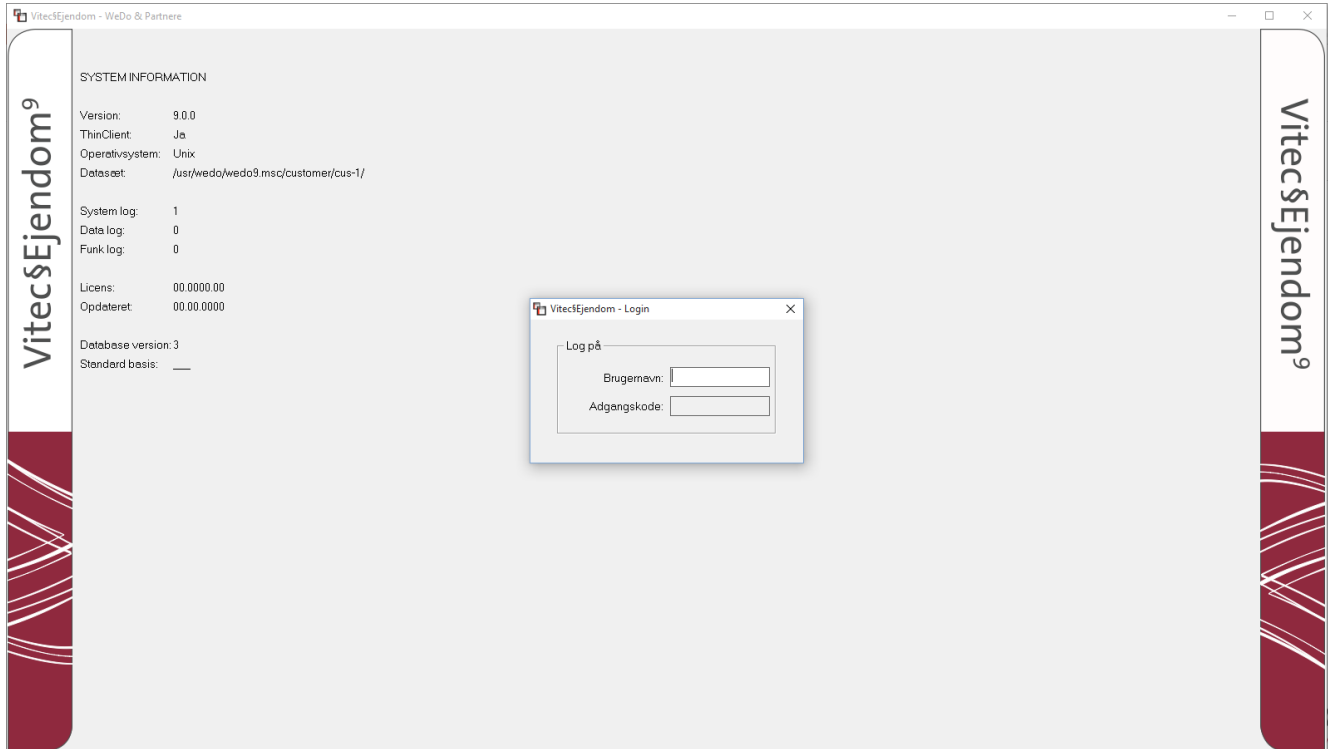 Vitec§Ejendom - WeDo & Partnere
Vitec§Ejendom⁹
SYSTEM INFORMATION
Version: 9.0.0
ThinClient: Ja
Operativsystem: Unix
Datasæt: /usr/wedo/wedo9.msc/customer/cus-1/
System log: 1
Data log: 0
Funk log: 0
Licens: 00.0000.00
Opdateret: 00.00.0000
Database version: 3
Standard basis: ___
Vitec§Ejendom - Login
Log på
Brugernavn:
Adgangskode:
Vitec§Ejendom⁹